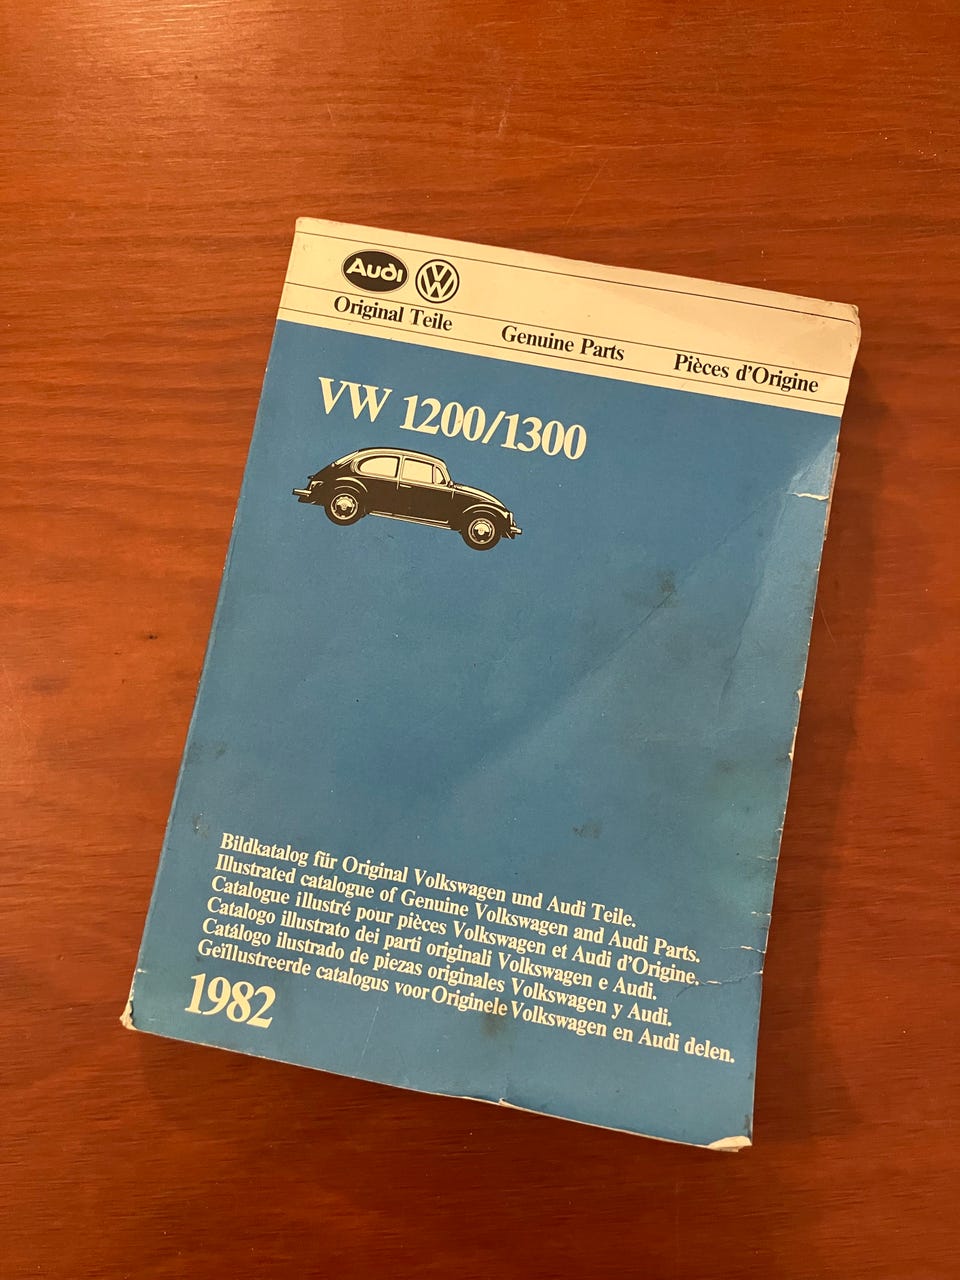 Audi VW
Original Teile Genuine Parts Pièces d'Origine
VW 1200/1300
Bildkatalog für Original Volkswagen und Audi Teile.
Illustrated catalogue of Genuine Volkswagen and Audi Parts.
Catalogue illustré pour pièces Volkswagen et Audi d'Origine.
Catalogo illustrato dei parti originali Volkswagen e Audi.
Catálogo ilustrado de piezas originales Volkswagen y Audi.
Geïllustreerde catalogus voor Originele Volkswagen en Audi delen.
1982